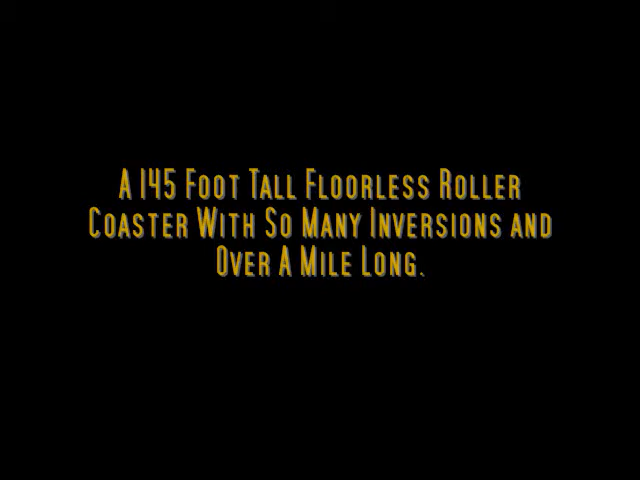 A 145 Foot Tall Floorless Roller
Coaster With So Many Inversions and
Over A Mile Long.